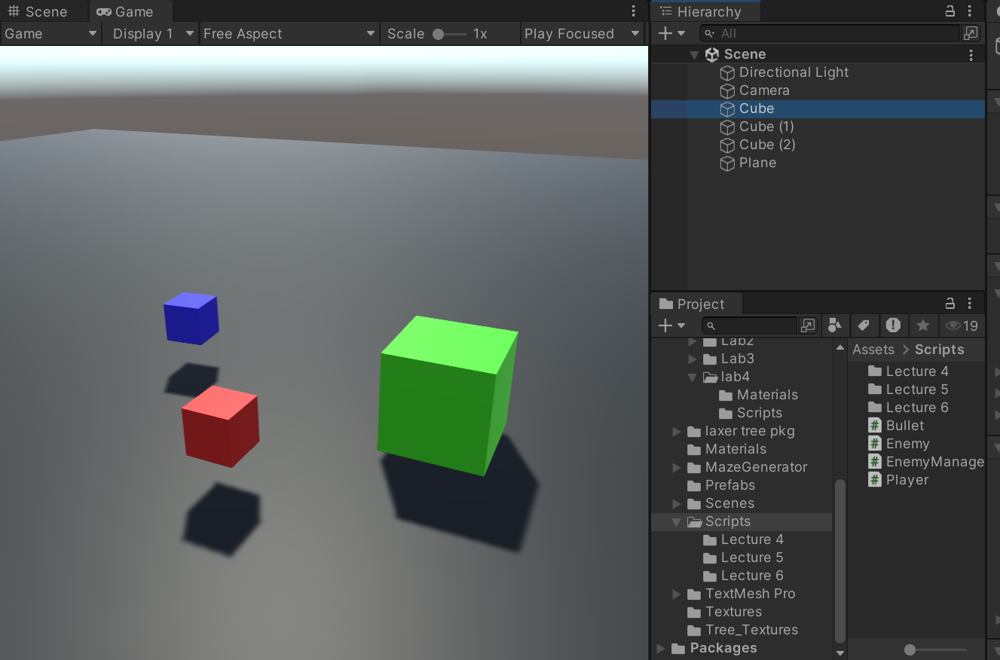 Scene Game
Game Display 1 Free Aspect Scale 1x Play Focused
Hierarchy
All
Scene
Directional Light
Camera
Cube
Cube (1)
Cube (2)
Plane
Project
19
Lab2
Lab3
lab4
Materials
Scripts
laxer tree pkg
Materials
MazeGenerator
Prefabs
Scenes
Scripts
Lecture 4
Lecture 5
Lecture 6
TextMesh Pro
Textures
Tree_Textures
Packages
Assets > Scripts
Lecture 4
Lecture 5
Lecture 6
# Bullet
# Enemy
# EnemyManage
# Player